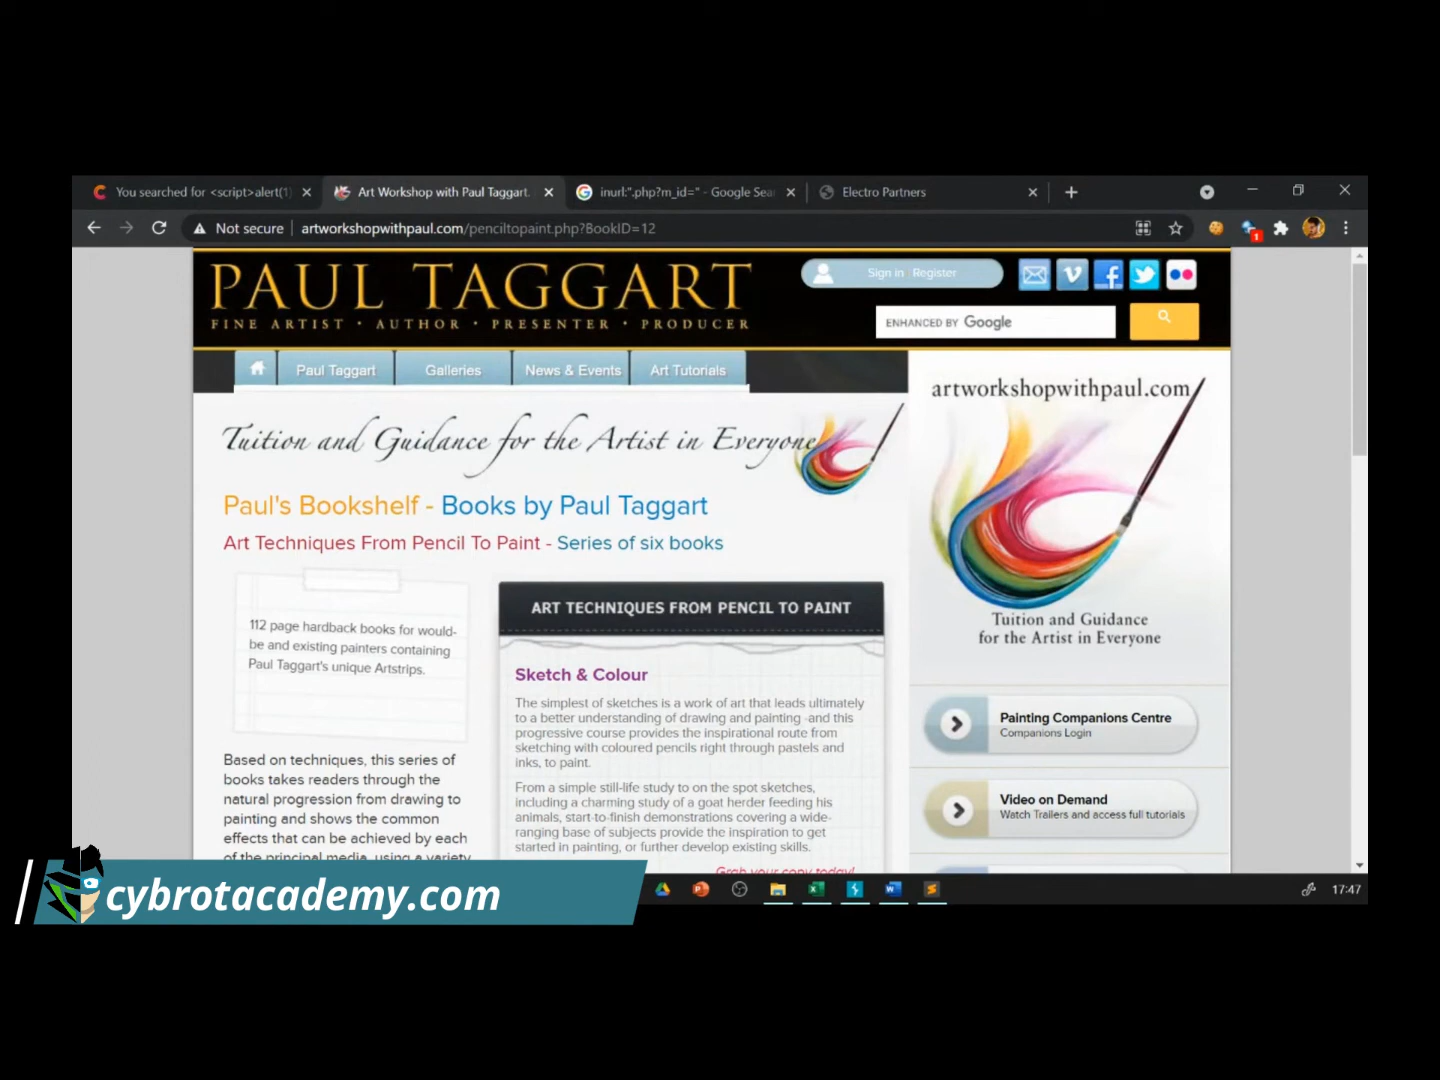 You searched for <script>alert(1)
Art Workshop with Paul Taggart.
inurl:".php?m_id=" - Google Sea
Electro Partners
Not secure
artworkshopwithpaul.com/penciltopaint.php?BookID=12
1
PAUL TAGGART
FINE ARTIST · AUTHOR · PRESENTER · PRODUCER
Sign in | Register
ENHANCED BY Google
Paul Taggart
Galleries
News & Events
Art Tutorials
Tuition and Guidance for the Artist in Everyone
Paul's Bookshelf - Books by Paul Taggart
Art Techniques From Pencil To Paint - Series of six books
112 page hardback books for would-
be and existing painters containing
Paul Taggart's unique Artstrips.
Based on techniques, this series of
books takes readers through the
natural progression from drawing to
painting and shows the common
effects that can be achieved by each
of the principal media, using a variety
ART TECHNIQUES FROM PENCIL TO PAINT
Sketch & Colour
The simplest of sketches is a work of art that leads ultimately
to a better understanding of drawing and painting -and this
progressive course provides the inspirational route from
sketching with coloured pencils right through pastels and
inks, to paint.
From a simple still-life study to on the spot sketches,
including a charming study of a goat herder feeding his
animals, start-to-finish demonstrations covering a wide-
ranging base of subjects provide the inspiration to get
started in painting, or further develop existing skills.
Grab your copy today!
artworkshopwithpaul.com
Tuition and Guidance
for the Artist in Everyone
Painting Companions Centre
Companions Login
Video on Demand
Watch Trailers and access full tutorials
cybrotacademy.com
17:47